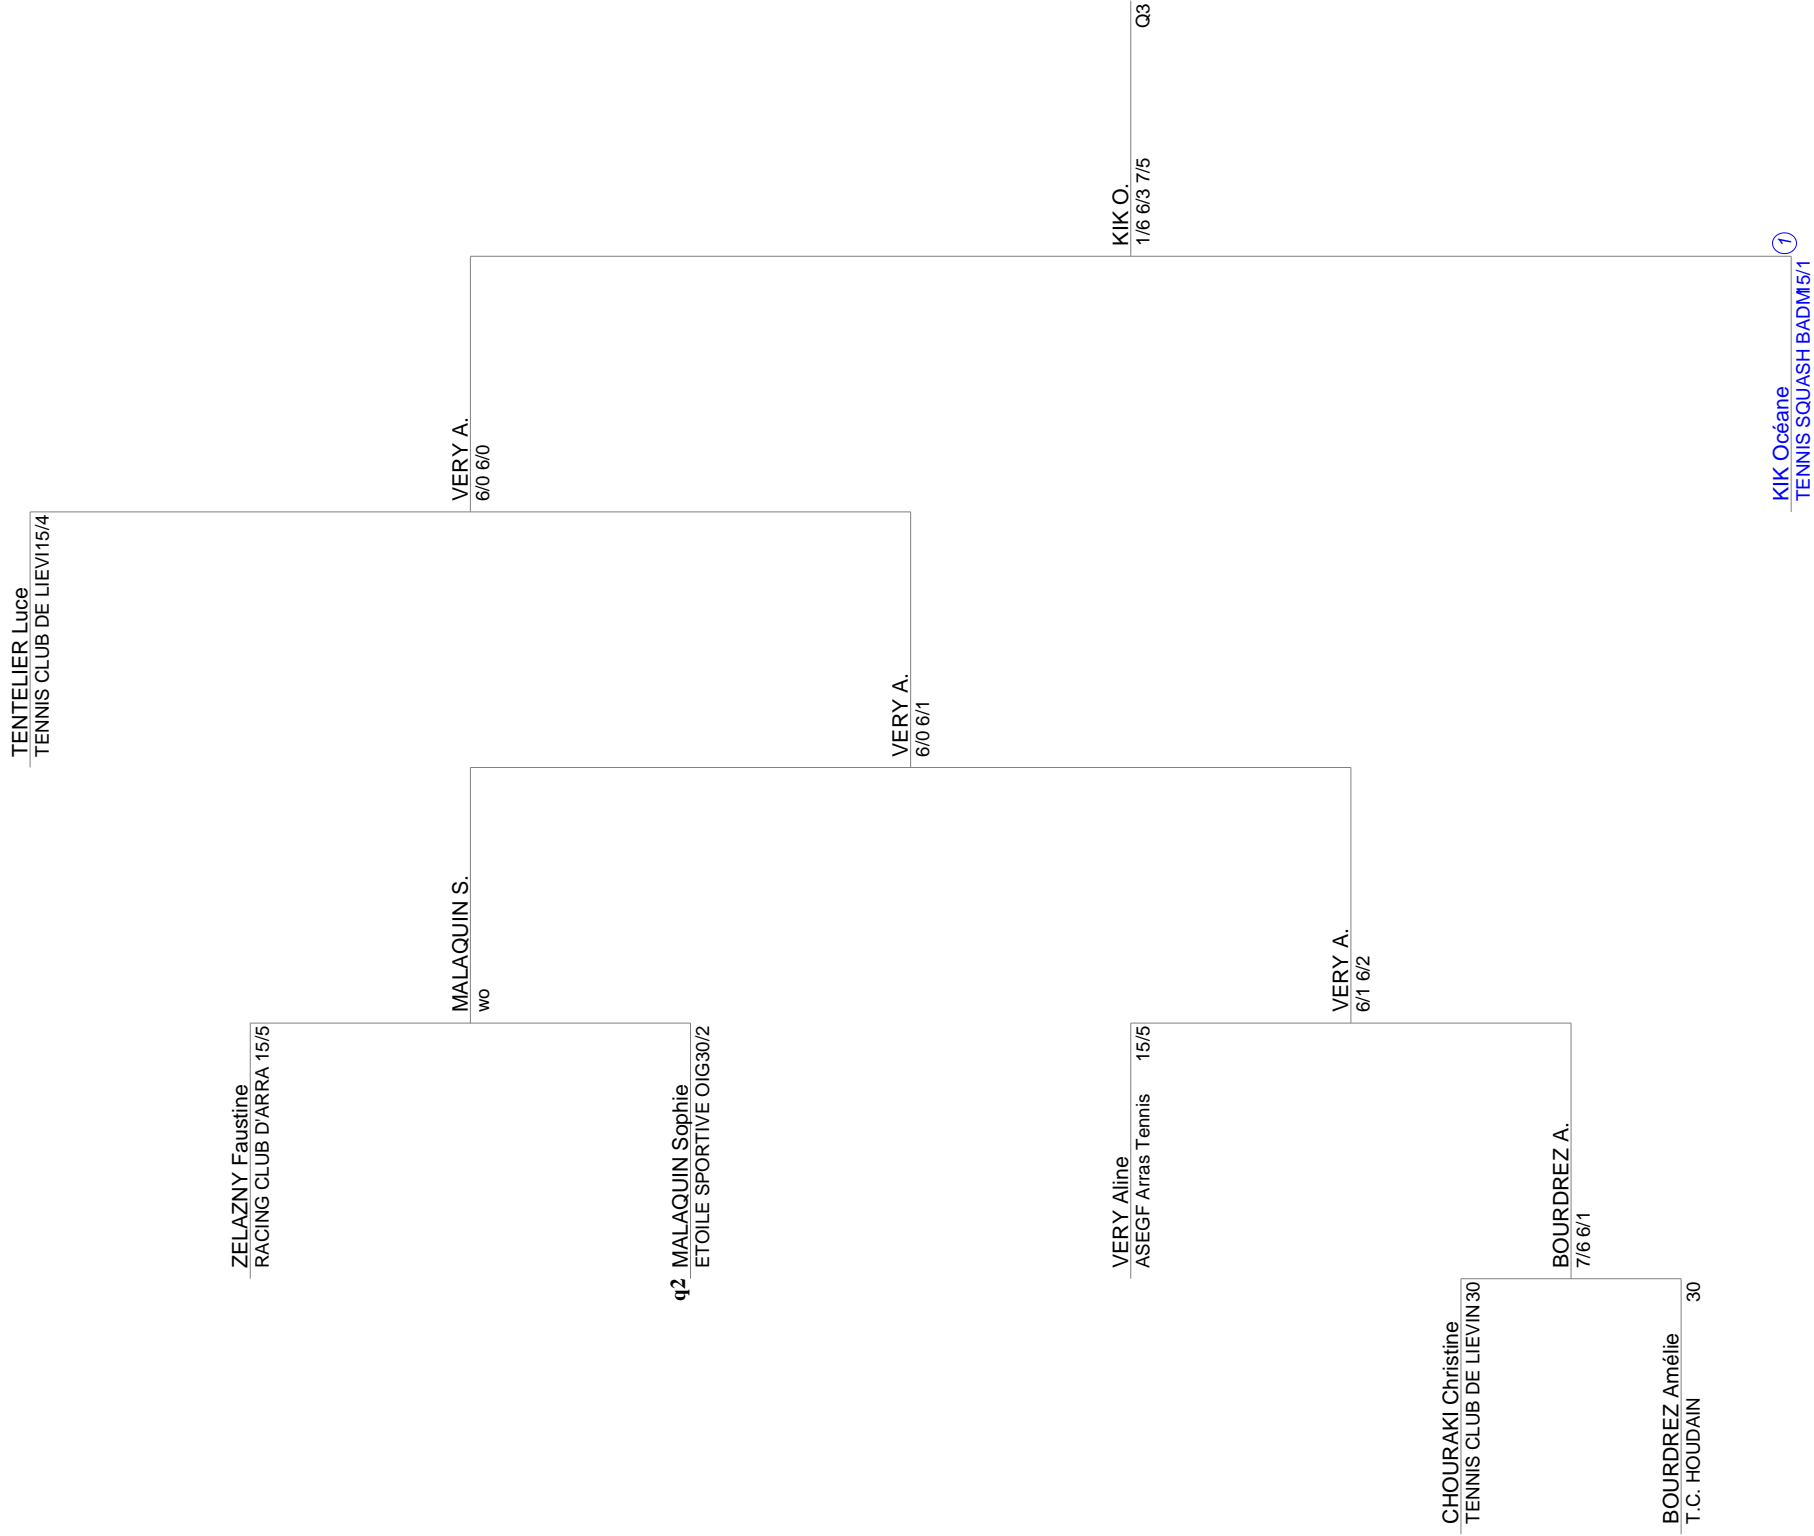 TENTELIER Luce
TENNIS CLUB DE LIEVI15/4
ZELAZNY Faustine
RACING CLUB D'ARRA 15/5
MALAQUIN S.
wo
VERY A.
6/0 6/0
q2 MALAQUIN Sophie
ETOILE SPORTIVE OIG30/2
VERY A.
6/0 6/1
VERY Aline
ASEGF Arras Tennis 15/5
KIK O.
1/6 6/3 7/5
Q3
VERY A.
6/1 6/2
CHOURAKI Christine
TENNIS CLUB DE LIEVIN30
BOURDREZ A.
7/6 6/1
BOURDREZ Amélie
T.C. HOUDAIN 30
KIK Océane 1
TENNIS SQUASH BADM15/1